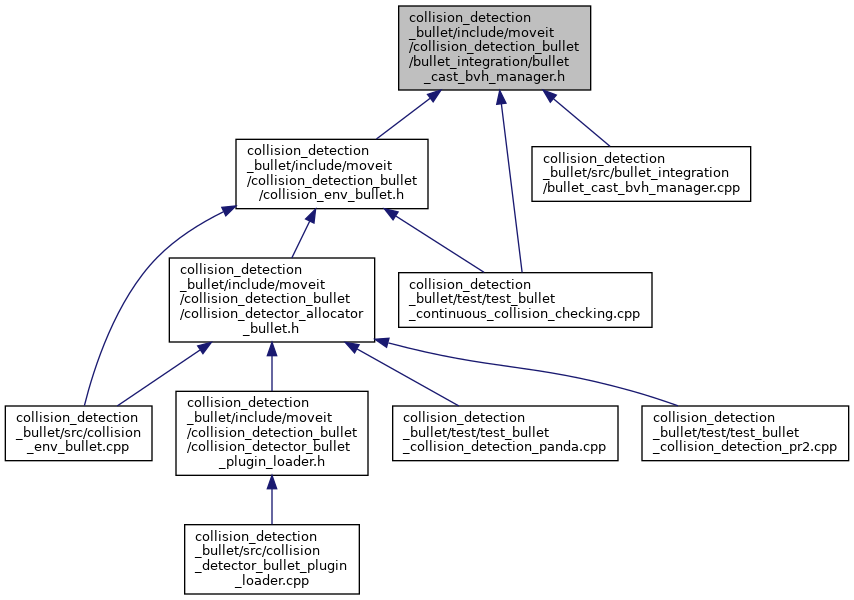 collision_detection
_bullet/include/moveit
/collision_detection_bullet
/bullet_integration/bullet
_cast_bvh_manager.h
collision_detection
_bullet/include/moveit
/collision_detection_bullet
/collision_env_bullet.h
collision_detection
_bullet/src/bullet_integration
/bullet_cast_bvh_manager.cpp
collision_detection
_bullet/include/moveit
/collision_detection_bullet
/collision_detector_allocator
_bullet.h
collision_detection
_bullet/test/test_bullet
_continuous_collision_checking.cpp
collision_detection
_bullet/src/collision
_env_bullet.cpp
collision_detection
_bullet/include/moveit
/collision_detection_bullet
/collision_detector_bullet
_plugin_loader.h
collision_detection
_bullet/test/test_bullet
_collision_detection_panda.cpp
collision_detection
_bullet/test/test_bullet
_collision_detection_pr2.cpp
collision_detection
_bullet/src/collision
_detector_bullet_plugin
_loader.cpp